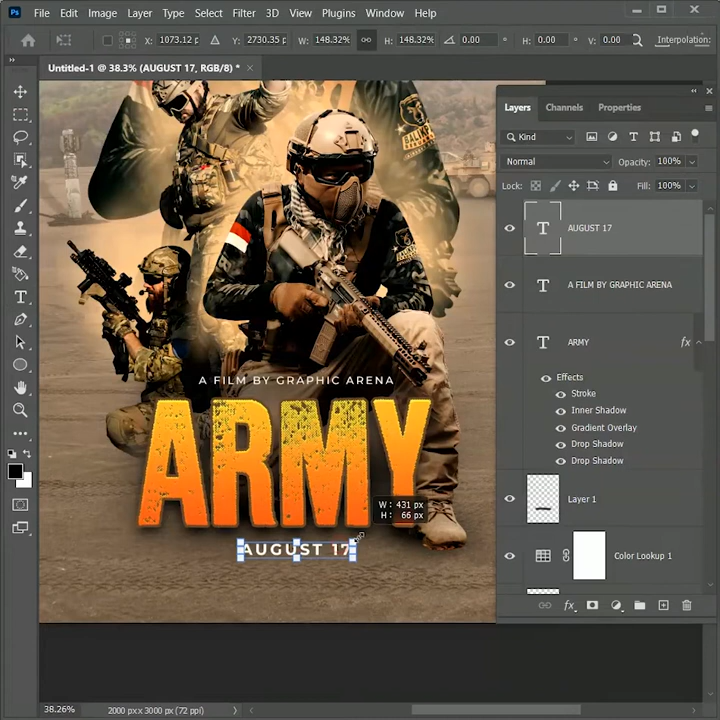 Ps File Edit Image Layer Type Select Filter 3D View Plugins Window Help
X: 1073.12 p Y: 2730.35 p W: 148.32% H: 148.32% 0.00 ° H: 0.00 ° V: 0.00 Interpolation:
Untitled-1 @ 38.3% (AUGUST 17, RGB/8) * ×
Layers Channels Properties
Kind
Normal Opacity: 100%
Lock: Fill: 100%
T AUGUST 17
T A FILM BY GRAPHIC ARENA
T ARMY fx
Effects
Stroke
Inner Shadow
Gradient Overlay
Drop Shadow
Drop Shadow
Layer 1
Color Lookup 1
fx
A FILM BY GRAPHIC ARENA
ARMY
W: 431 px
H: 66 px
AUGUST 17
38.26% 2000 px x 3000 px (72 ppi)